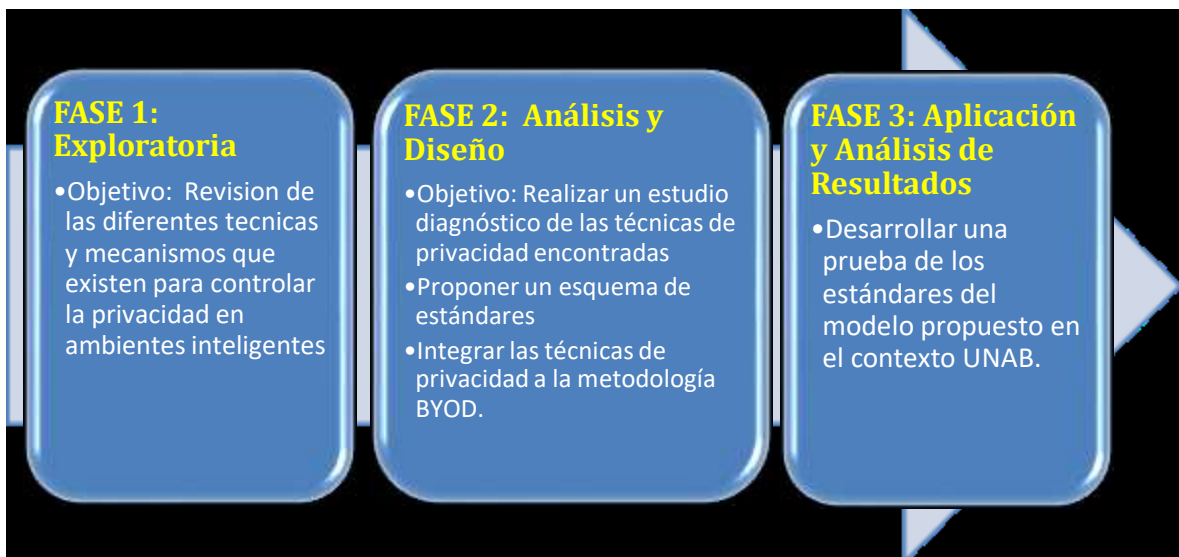 FASE 1:
Exploratoria
•Objetivo: Revision de
las diferentes tecnicas
y mecanismos que
existen para controlar
la privacidad en
ambientes inteligentes
FASE 2: Análisis y
Diseño
•Objetivo: Realizar un estudio
diagnóstico de las técnicas de
privacidad encontradas
•Proponer un esquema de
estándares
•Integrar las técnicas de
privacidad a la metodología
BYOD.
FASE 3: Aplicación
y Análisis de
Resultados
•Desarrollar una
prueba de los
estándares del
modelo propuesto en
el contexto UNAB.